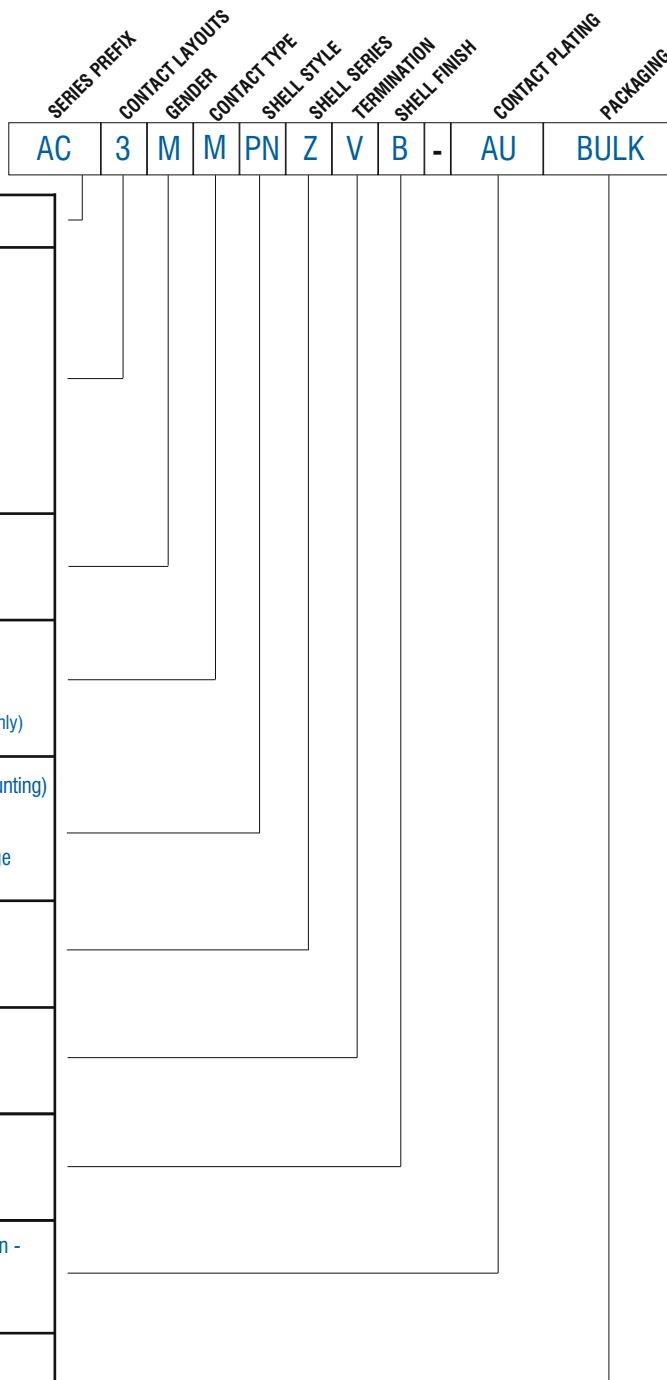 SERIES PREFIX
CONTACT LAYOUTS
GENDER
CONTACT TYPE
SHELL STYLE
SHELL SERIES
TERMINATION
SHELL FINISH
CONTACT PLATING
PACKAGING
AC 3 M M PN Z V B - AU BULK
nly)
unting)
ge
n -